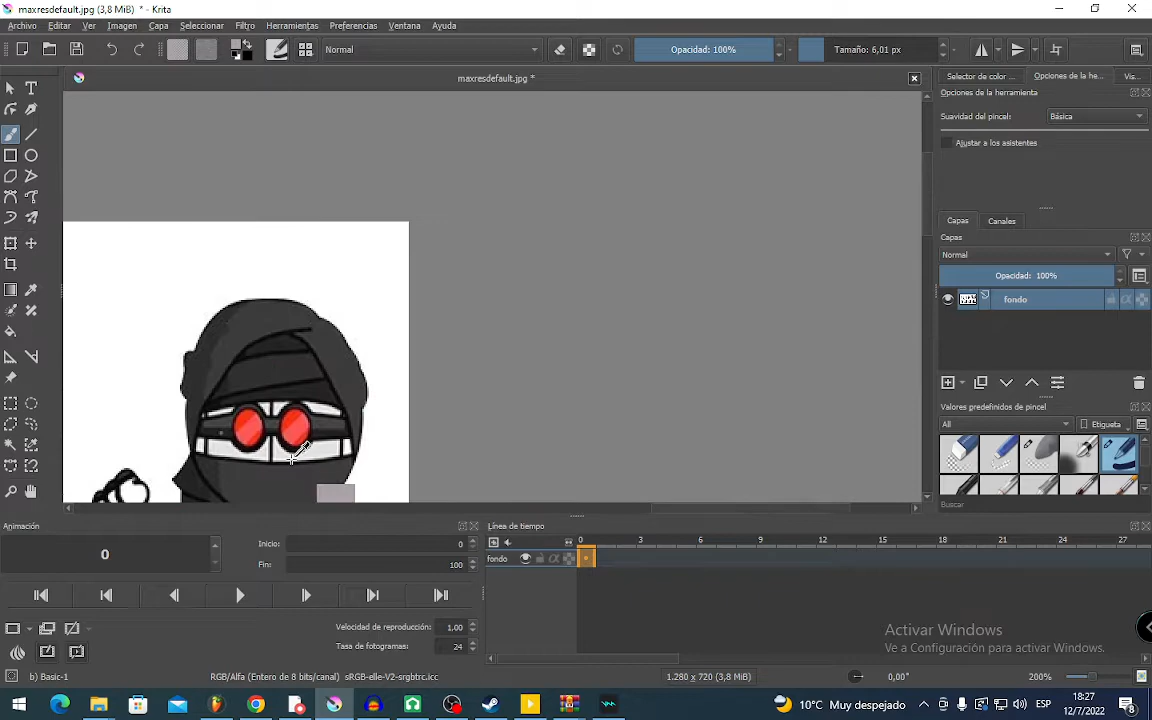 maxresdefault.jpg (3,8 MiB) * - Krita
Archivo Editar Ver Imagen Capa Seleccionar Filtro Herramientas Preferencias Ventana Ayuda
Normal Opacidad: 100% Tamaño: 6,01 px
maxresdefault.jpg *
Selector de color ... Opciones de la he... Vis...
Opciones de la herramienta
Suavidad del pincel: Básica
Ajustar a los asistentes
Capas Canales
Capas
Normal
Opacidad: 100%
fondo
Valores predefinidos de pincel
All Etiqueta
Buscar
Animación
0
Inicio: 0
Fin: 100
Velocidad de reproducción: 1,00
Tasa de fotogramas: 24
Línea de tiempo
0 3 6 9 12 15 18 21 24 27
fondo
Activar Windows
Ve a Configuración para activar Windows.
b) Basic-1 RGB/Alfa (Entero de 8 bits/canal) sRGB-elle-V2-srgbtrc.icc 1.280 x 720 (3,8 MiB) 0,00° 200%
10°C Muy despejado ESP 18:27
12/7/2022 8